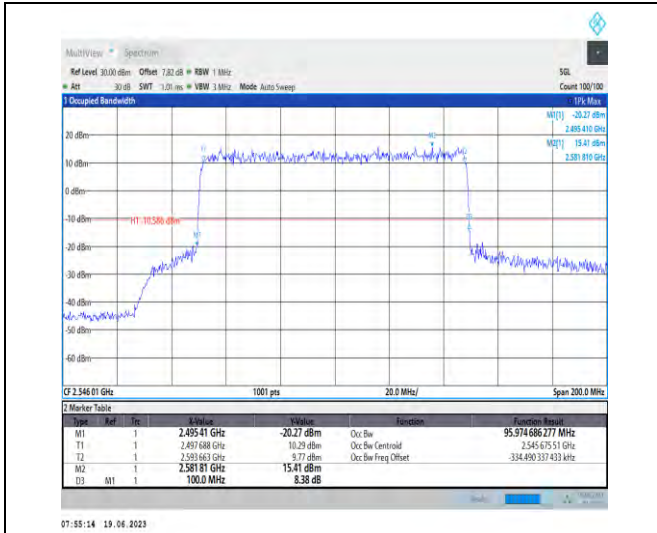 MultiView Spectrum
Ref Level 30.00 dBm Offset 7.82 dB RBW 1 MHz SGL
Att 30 dB SWT 1.01 ms VBW 3 MHz Mode Auto Sweep Count 100/100
1 Occupied Bandwidth 1Pk Max
M1[1] -20.27 dBm
2.495 410 GHz
M2[1] 15.41 dBm
2.581 810 GHz
20 dBm
10 dBm
0 dBm
-10 dBm
H1 -10.586 dBm
-20 dBm
-30 dBm
-40 dBm
-50 dBm
-60 dBm
M2
M1
CF 2.546 01 GHz 1001 pts 20.0 MHz/ Span 200.0 MHz
2 Marker Table
Type Ref Trc X-Value Y-Value Function Function Result
M1 1 2.495 41 GHz -20.27 dBm Occ Bw 95.974 686 277 MHz
T1 1 2.497 688 GHz 10.29 dBm Occ Bw Centroid 2.545 675 51 GHz
T2 1 2.593 663 GHz 9.77 dBm Occ Bw Freq Offset -334.490 337 433 kHz
M2 1 2.581 81 GHz 15.41 dBm
D3 M1 1 100.0 MHz 8.38 dB
07:55:14 19.06.2023